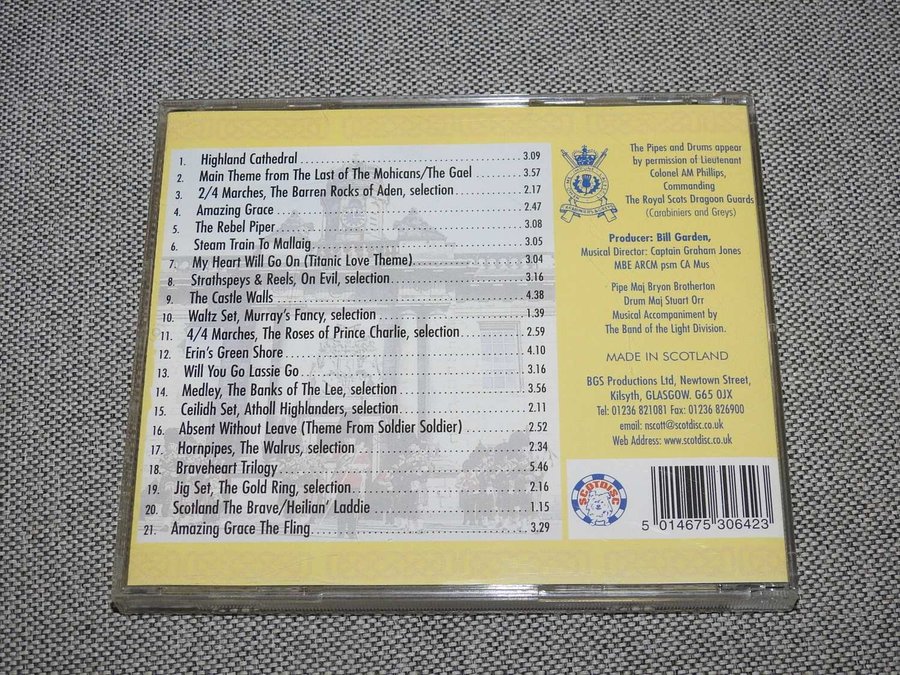 1. Highland Cathedral 3.09
2. Main Theme from The Last of The Mohicans/The Gael 3.57
3. 2/4 Marches, The Barren Rocks of Aden, selection 2.17
4. Amazing Grace 2.47
5. The Rebel Piper 3.08
6. Steam Train To Mallaig 3.05
7. My Heart Will Go On (Titanic Love Theme) 3.04
8. Strathspeys & Reels, On Evil, selection 3.16
9. The Castle Walls 4.38
10. Waltz Set, Murray's Fancy, selection 1.39
11. 4/4 Marches, The Roses of Prince Charlie, selection 2.59
12. Erin's Green Shore 4.10
13. Will You Go Lassie Go 3.16
14. Medley, The Banks of The Lee, selection 3.56
15. Ceilidh Set, Atholl Highlanders, selection 2.11
16. Absent Without Leave (Theme From Soldier Soldier) 2.52
17. Hornpipes, The Walrus, selection 2.34
18. Braveheart Trilogy 5.46
19. Jig Set, The Gold Ring, selection 2.16
20. Scotland The Brave/Heilian' Laddie 1.15
21. Amazing Grace The Fling 3.29
The Pipes and Drums appear
by permission of Lieutenant
Colonel AM Phillips,
Commanding
The Royal Scots Dragoon Guards
(Carabiniers and Greys)
Producer: Bill Garden,
Musical Director: Captain Graham Jones
MBE ARCM psm CA Mus
Pipe Maj Bryon Brotherton
Drum Maj Stuart Orr
Musical Accompaniment by
The Band of the Light Division.
MADE IN SCOTLAND
BGS Productions Ltd, Newtown Street,
Kilsyth, GLASGOW. G65 OJX
Tel: 01236 821081 Fax: 01236 826900
email: nscott@scotdisc.co.uk
Web Address: www.scotdisc.co.uk
SCOTDISC
5 014675 306423